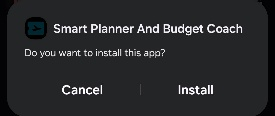 Smart Planner And Budget Coach
Do you want to install this app?
Cancel
Install